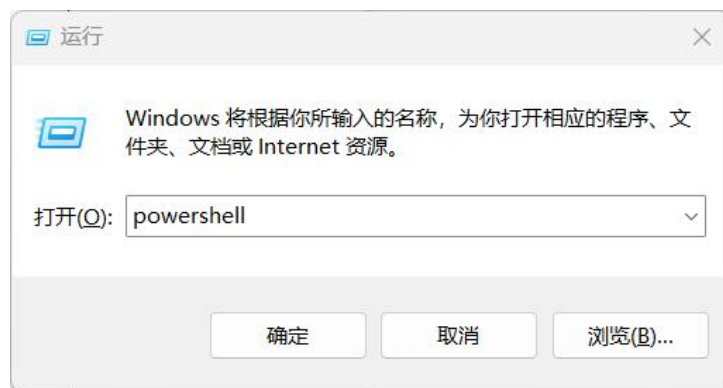 运行
Windows 将根据你所输入的名称，为你打开相应的程序、文
件夹、文档或 Internet 资源。
打开(O): powershell
确定 取消 浏览(B)...